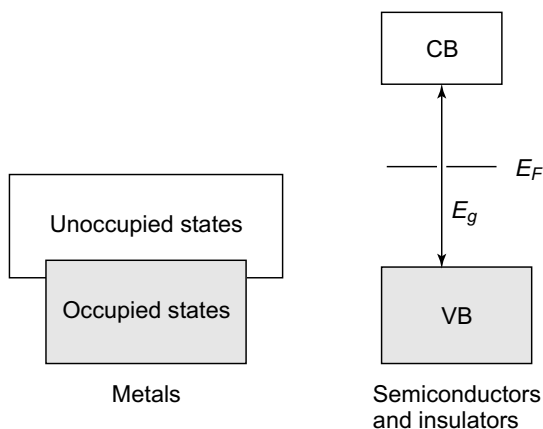 CB
E_F
Unoccupied states
E_g
Occupied states
VB
Metals
Semiconductors
and insulators